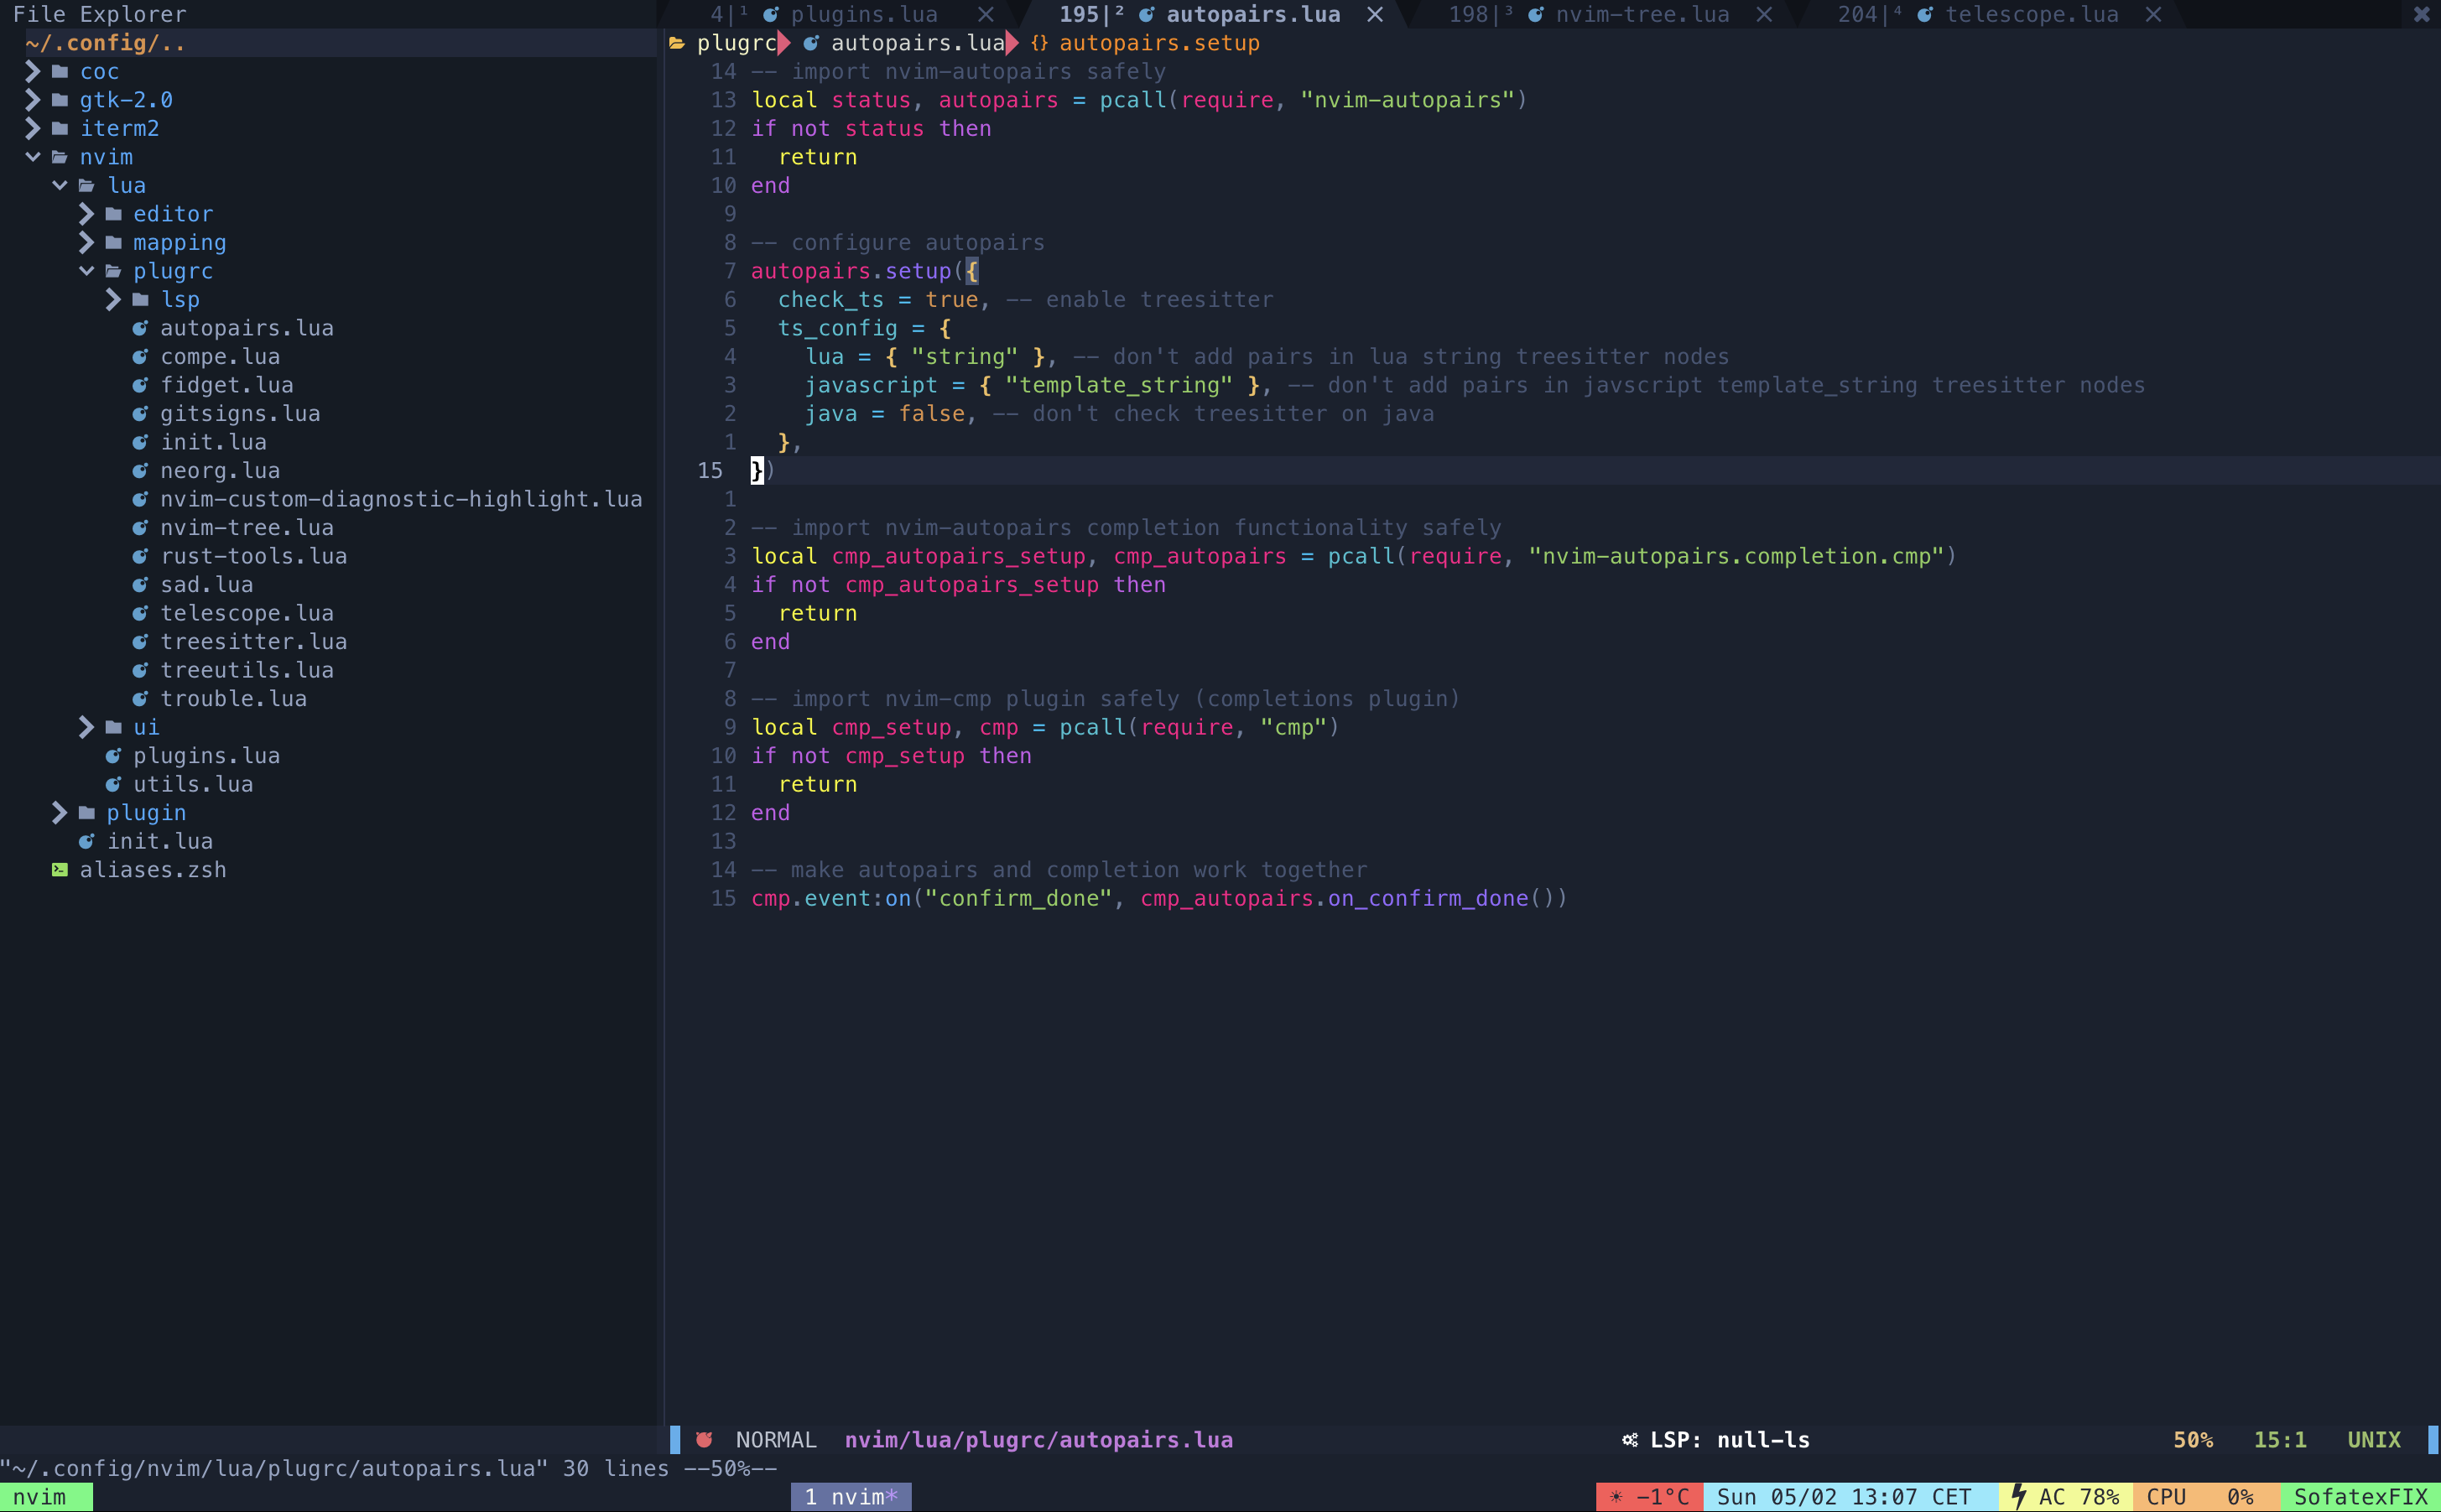 File Explorer
~/.config/..
coc
gtk-2.0
iterm2
nvim
lua
editor
mapping
plugrc
lsp
autopairs.lua
compe.lua
fidget.lua
gitsigns.lua
init.lua
neorg.lua
nvim-custom-diagnostic-highlight.lua
nvim-tree.lua
rust-tools.lua
sad.lua
telescope.lua
treesitter.lua
treeutils.lua
trouble.lua
ui
plugins.lua
utils.lua
plugin
init.lua
aliases.zsh
4|¹ plugins.lua 195|² autopairs.lua 198|³ nvim-tree.lua 204|⁴ telescope.lua
plugrc autopairs.lua {} autopairs.setup
14 -- import nvim-autopairs safely
13 local status, autopairs = pcall(require, "nvim-autopairs")
12 if not status then
11   return
10 end
9
8 -- configure autopairs
7 autopairs.setup({
6   check_ts = true, -- enable treesitter
5   ts_config = {
4     lua = { "string" }, -- don't add pairs in lua string treesitter nodes
3     javascript = { "template_string" }, -- don't add pairs in javscript template_string treesitter nodes
2     java = false, -- don't check treesitter on java
1   },
15 })
1
2 -- import nvim-autopairs completion functionality safely
3 local cmp_autopairs_setup, cmp_autopairs = pcall(require, "nvim-autopairs.completion.cmp")
4 if not cmp_autopairs_setup then
5   return
6 end
7
8 -- import nvim-cmp plugin safely (completions plugin)
9 local cmp_setup, cmp = pcall(require, "cmp")
10 if not cmp_setup then
11   return
12 end
13
14 -- make autopairs and completion work together
15 cmp.event:on("confirm_done", cmp_autopairs.on_confirm_done())
NORMAL nvim/lua/plugrc/autopairs.lua LSP: null-ls 50% 15:1 UNIX
"~/.config/nvim/lua/plugrc/autopairs.lua" 30 lines --50%--
nvim 1 nvim* ☀ -1°C Sun 05/02 13:07 CET AC 78% CPU 0% SofatexFIX